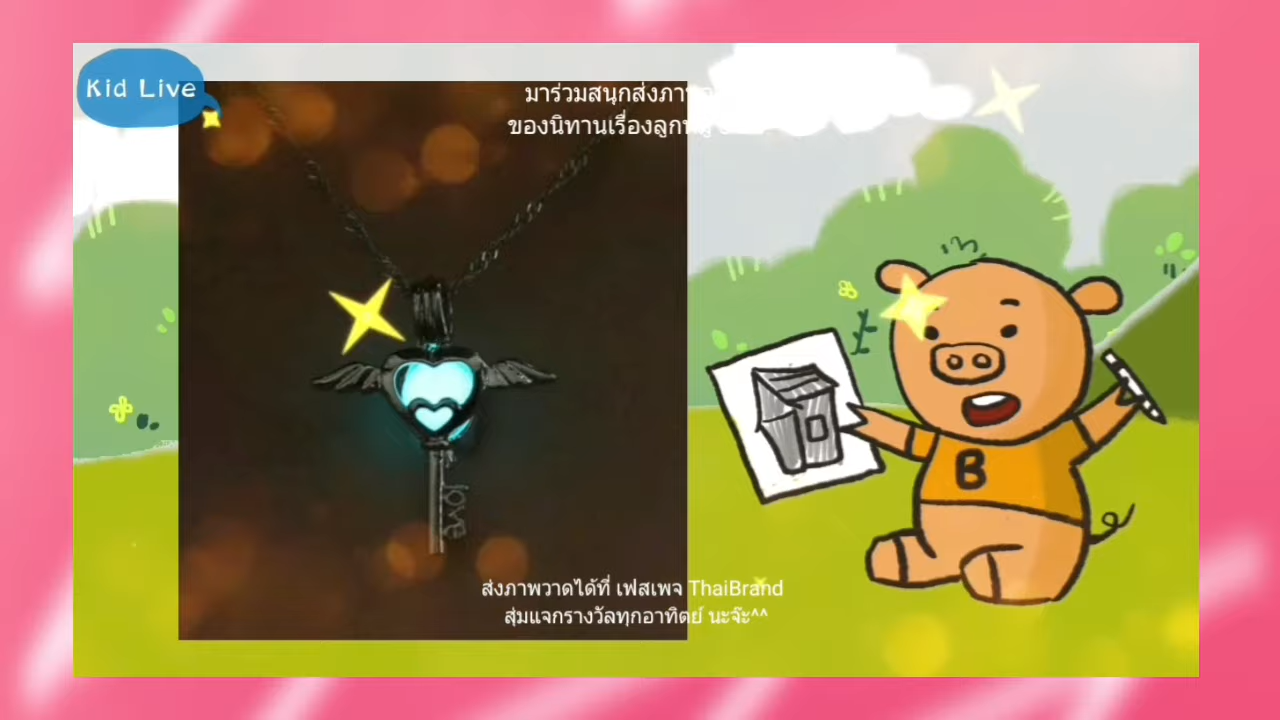 Kid Live
มาร่วมสนุกส่งภาพ
ของนิทานเรื่องลูกหมู
love
B
ส่งภาพวาดได้ที่ เฟสเพจ ThaiBrand
สุ่มแจกรางวัลทุกอาทิตย์ นะจ๊ะ^^